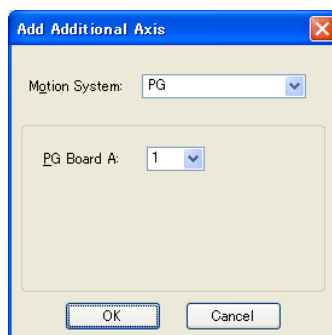 Add Additional Axis
Motion System: PG
PG Board A: 1
OK Cancel